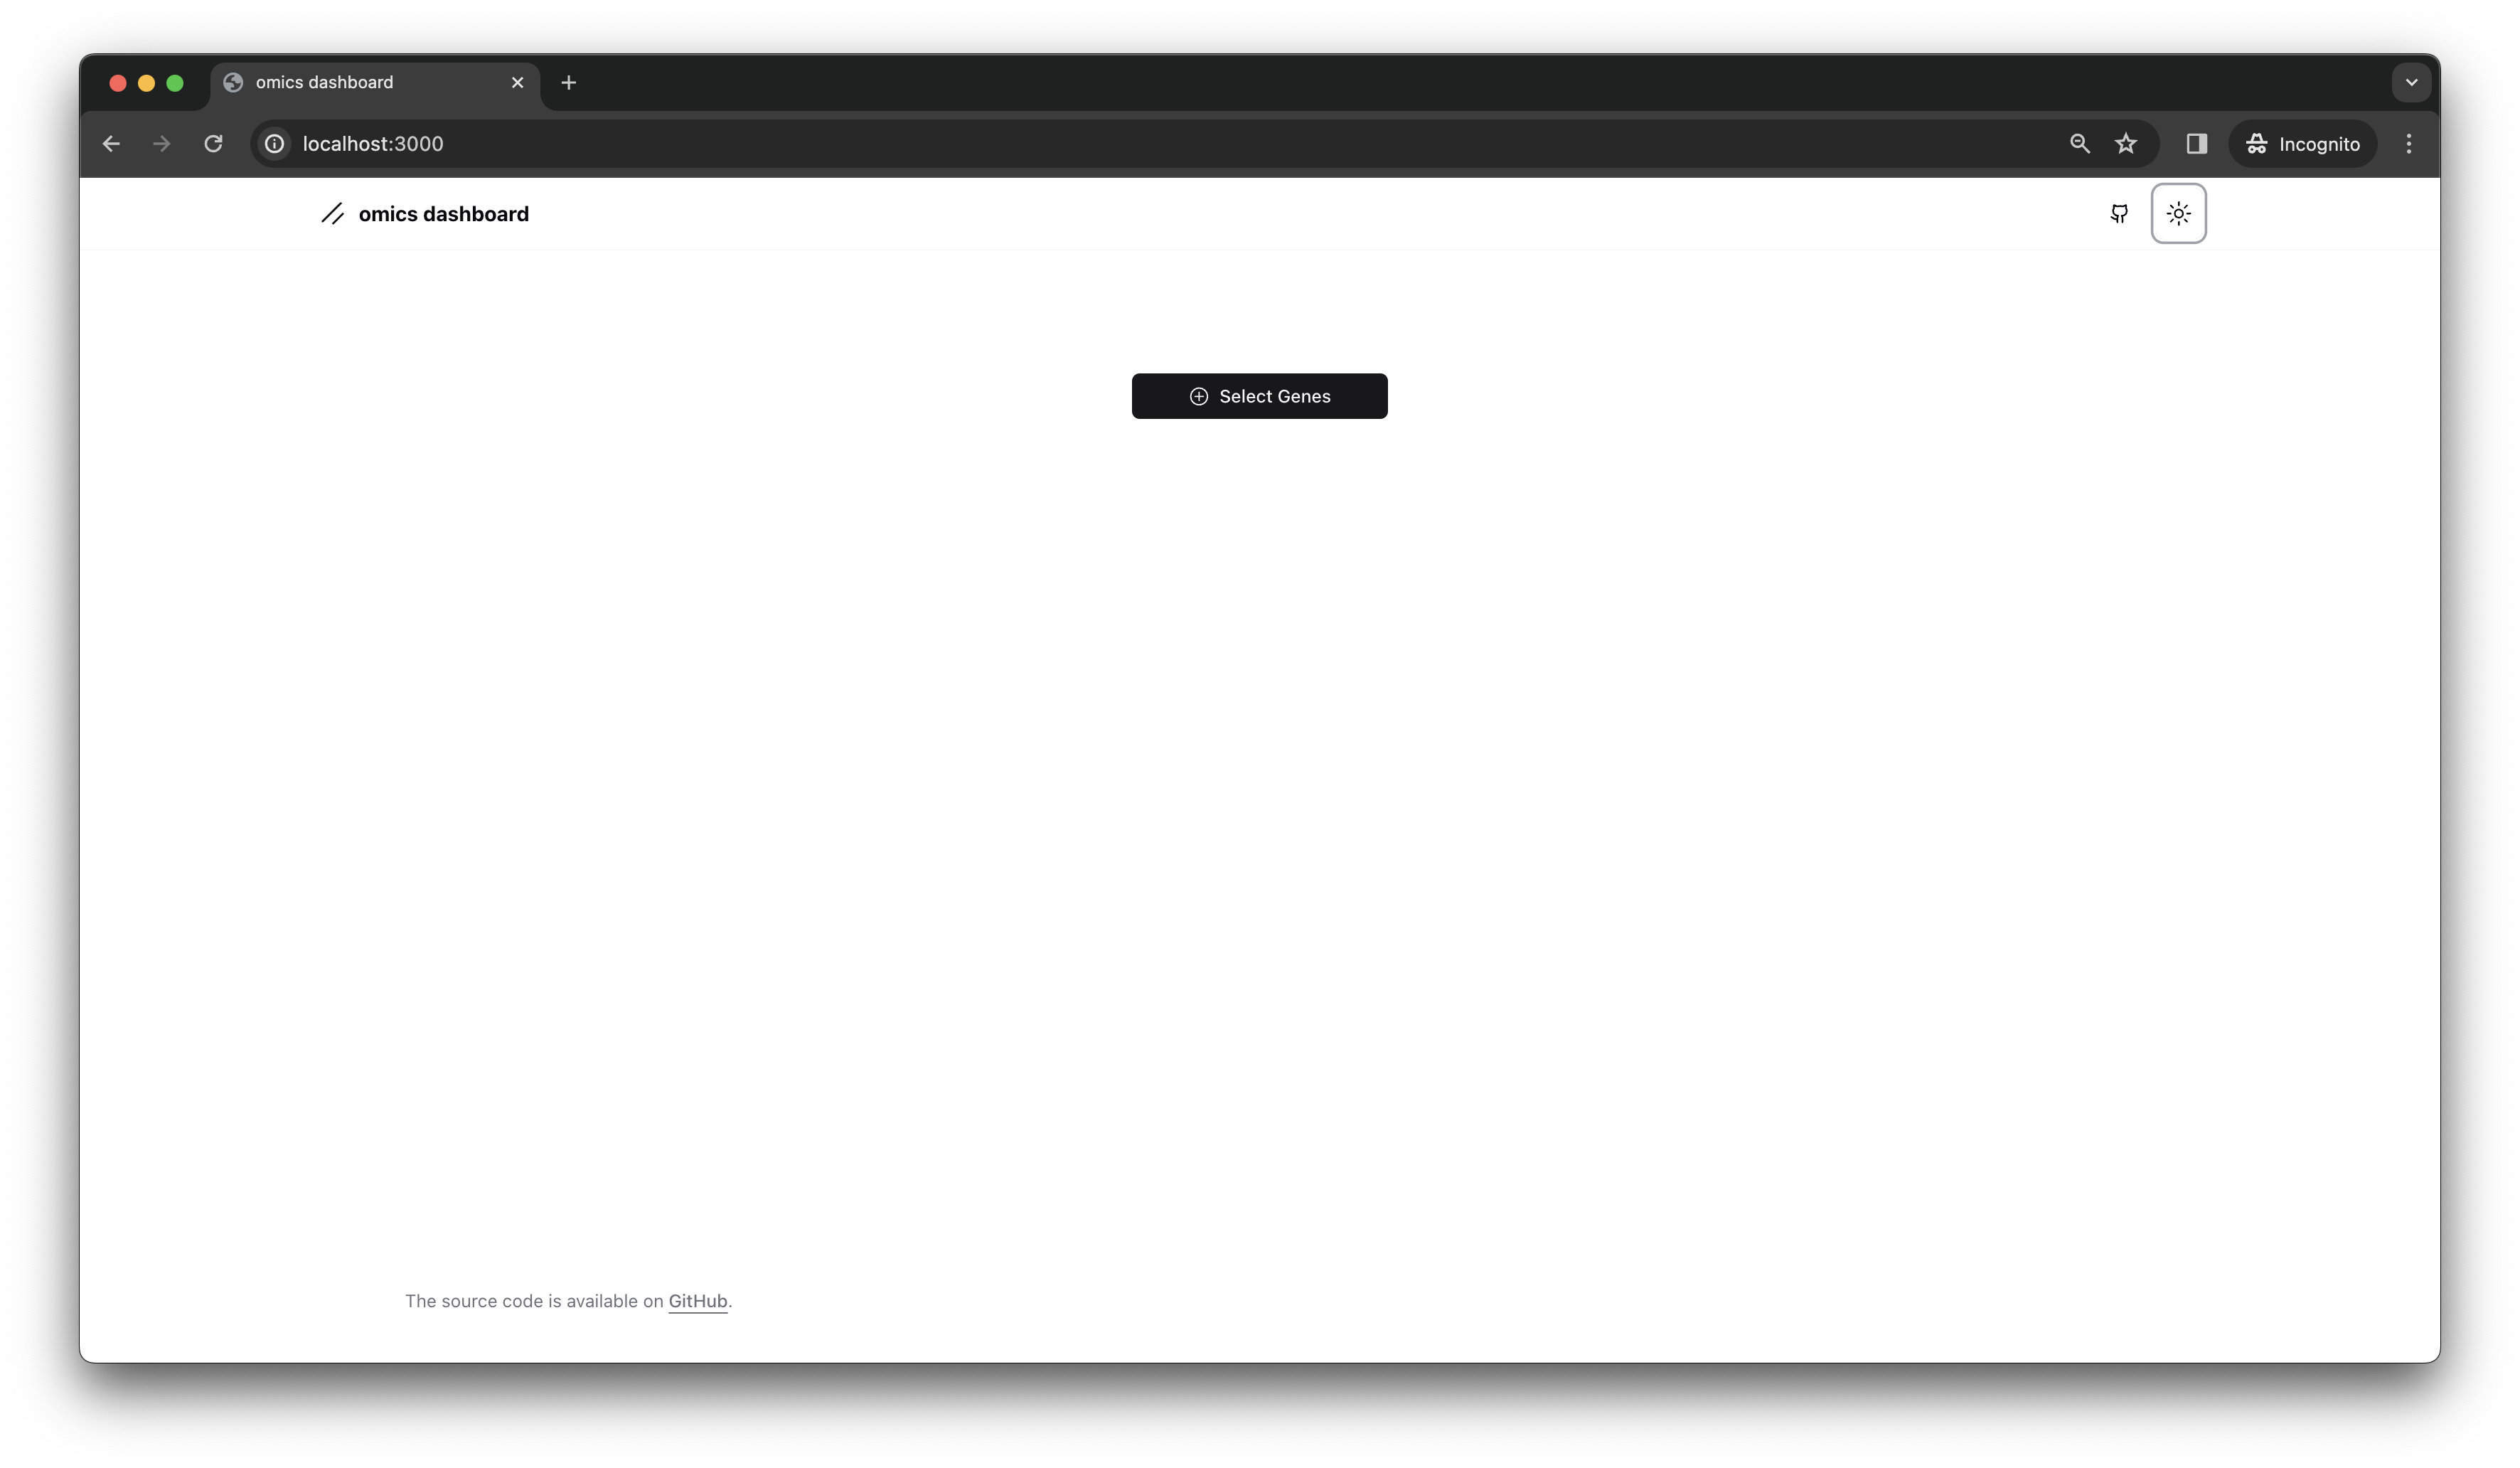 omics dashboard
localhost:3000
Incognito
omics dashboard
Select Genes
The source code is available on GitHub.